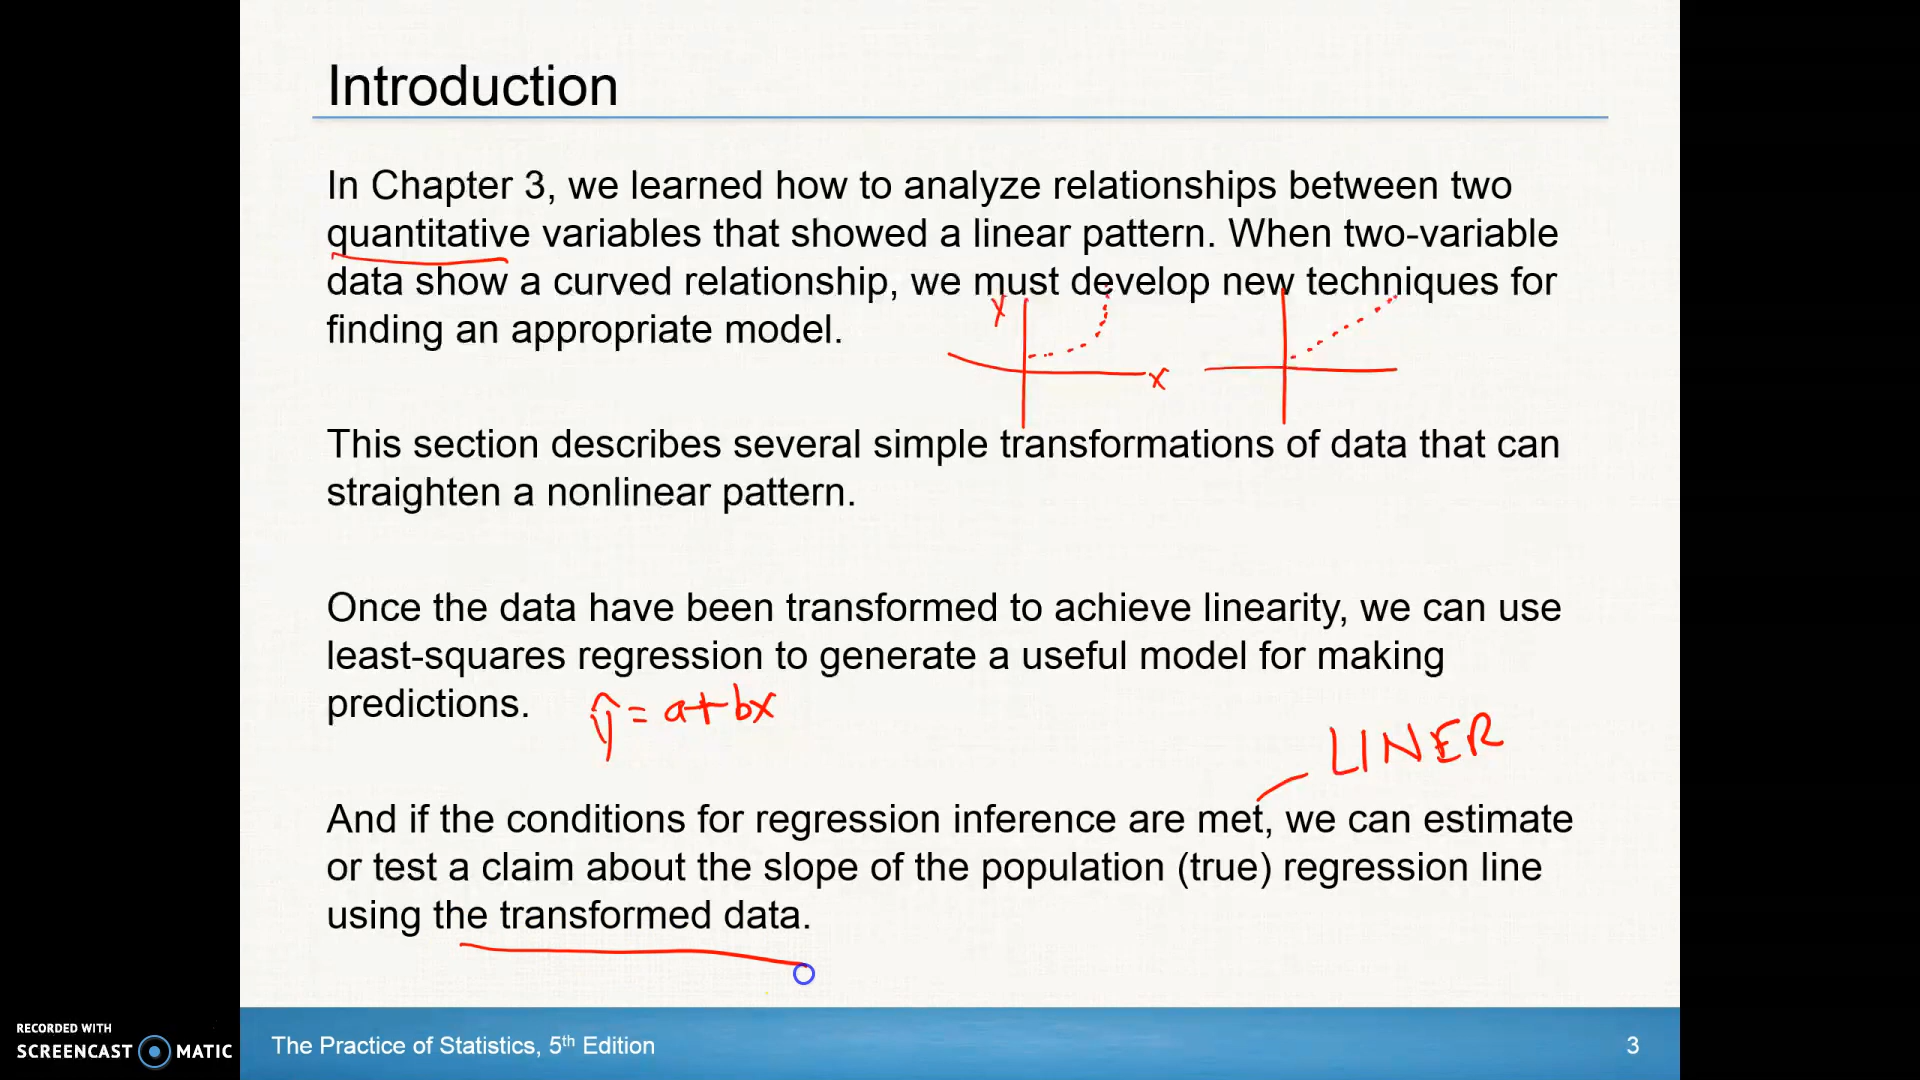 Introduction
In Chapter 3, we learned how to analyze relationships between two
quantitative variables that showed a linear pattern. When two-variable
data show a curved relationship, we must develop new techniques for
finding an appropriate model.
Y
x
This section describes several simple transformations of data that can
straighten a nonlinear pattern.
Once the data have been transformed to achieve linearity, we can use
least-squares regression to generate a useful model for making
predictions.
ŷ = a+bx
LINER
And if the conditions for regression inference are met, we can estimate
or test a claim about the slope of the population (true) regression line
using the transformed data.
RECORDED WITH
SCREENCAST MATIC
The Practice of Statistics, 5th Edition
3